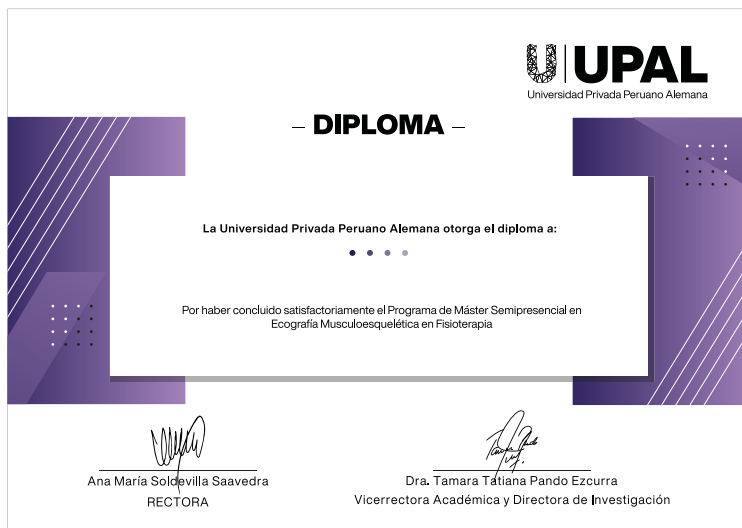 UPAL
Universidad Privada Peruano Alemana
– DIPLOMA –
La Universidad Privada Peruano Alemana otorga el diploma a:
Por haber concluido satisfactoriamente el Programa de Máster Semipresencial en
Ecografía Musculoesquelética en Fisioterapia
Ana María Soldevilla Saavedra
RECTORA
Dra. Tamara Tatiana Pando Ezcurra
Vicerrectora Académica y Directora de Investigación